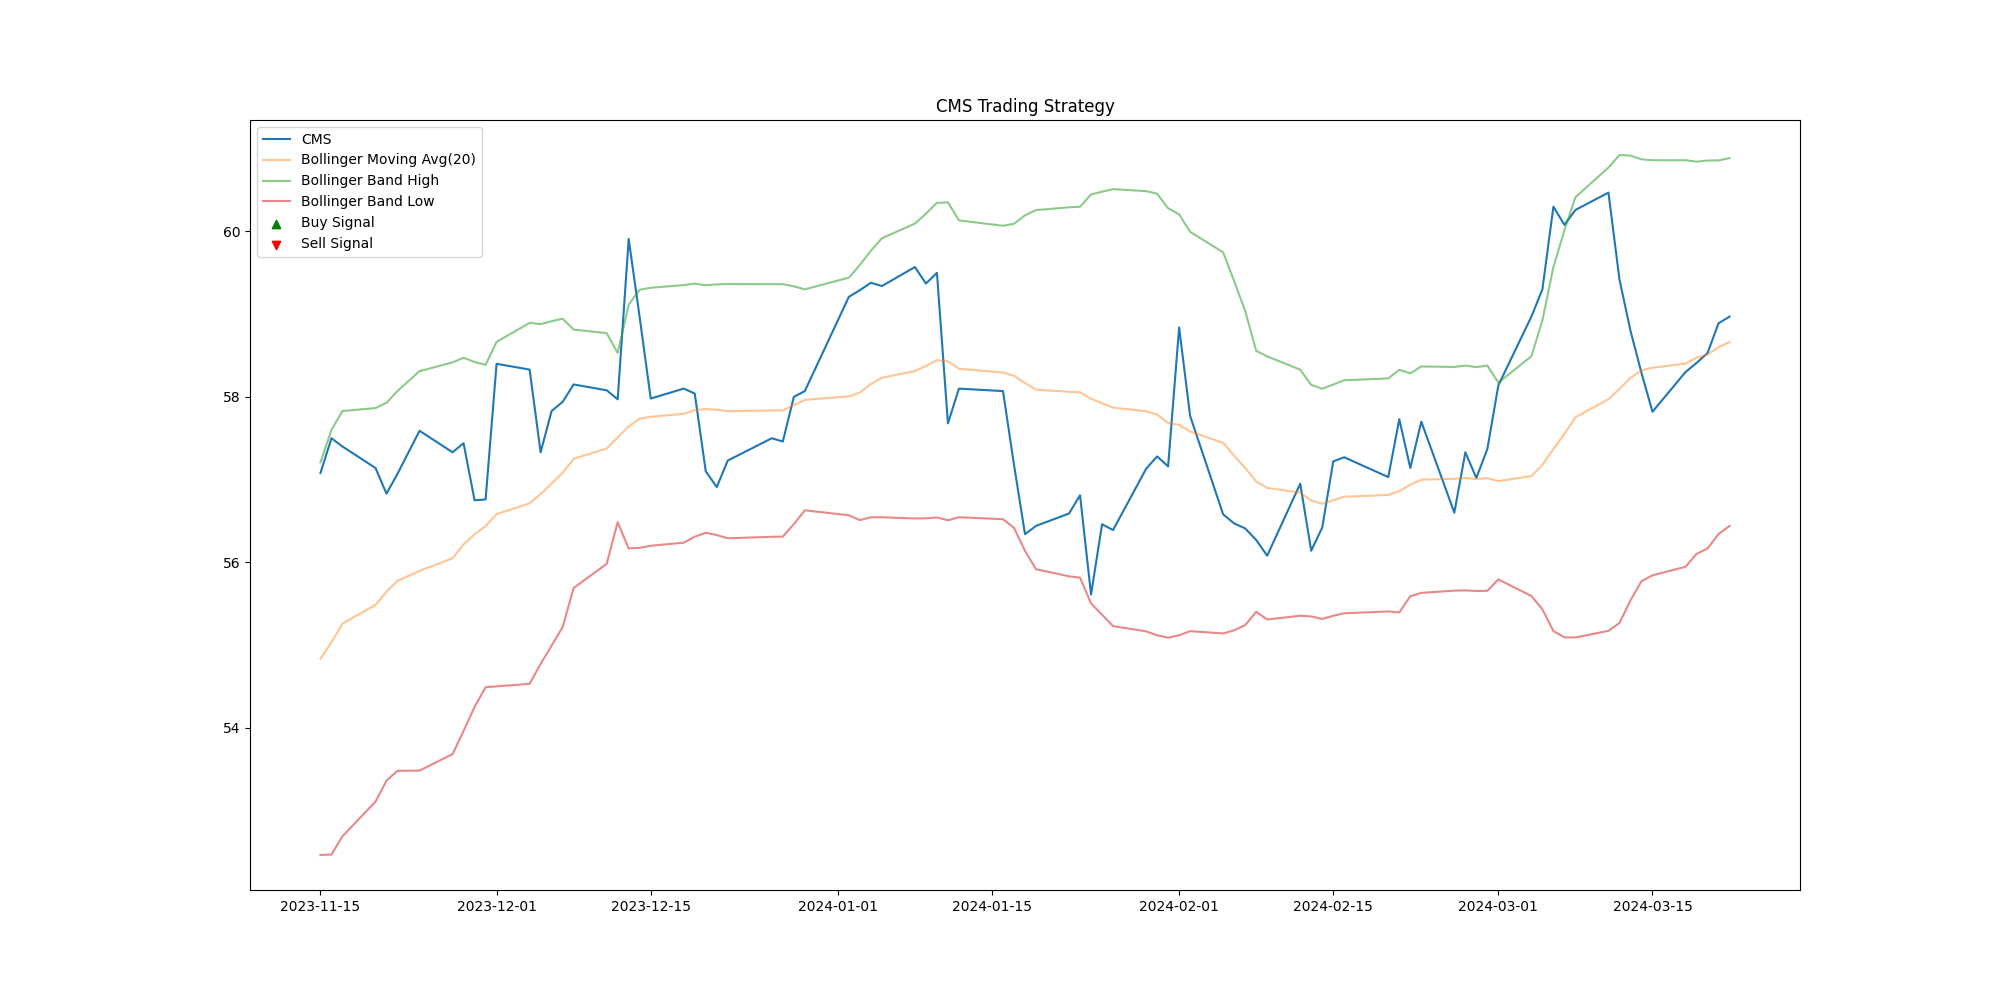 CMS Trading Strategy
CMS
Bollinger Moving Avg(20)
Bollinger Band High
Bollinger Band Low
Buy Signal
Sell Signal
60
58
56
54
2023-11-15 2023-12-01 2023-12-15 2024-01-01 2024-01-15 2024-02-01 2024-02-15 2024-03-01 2024-03-15